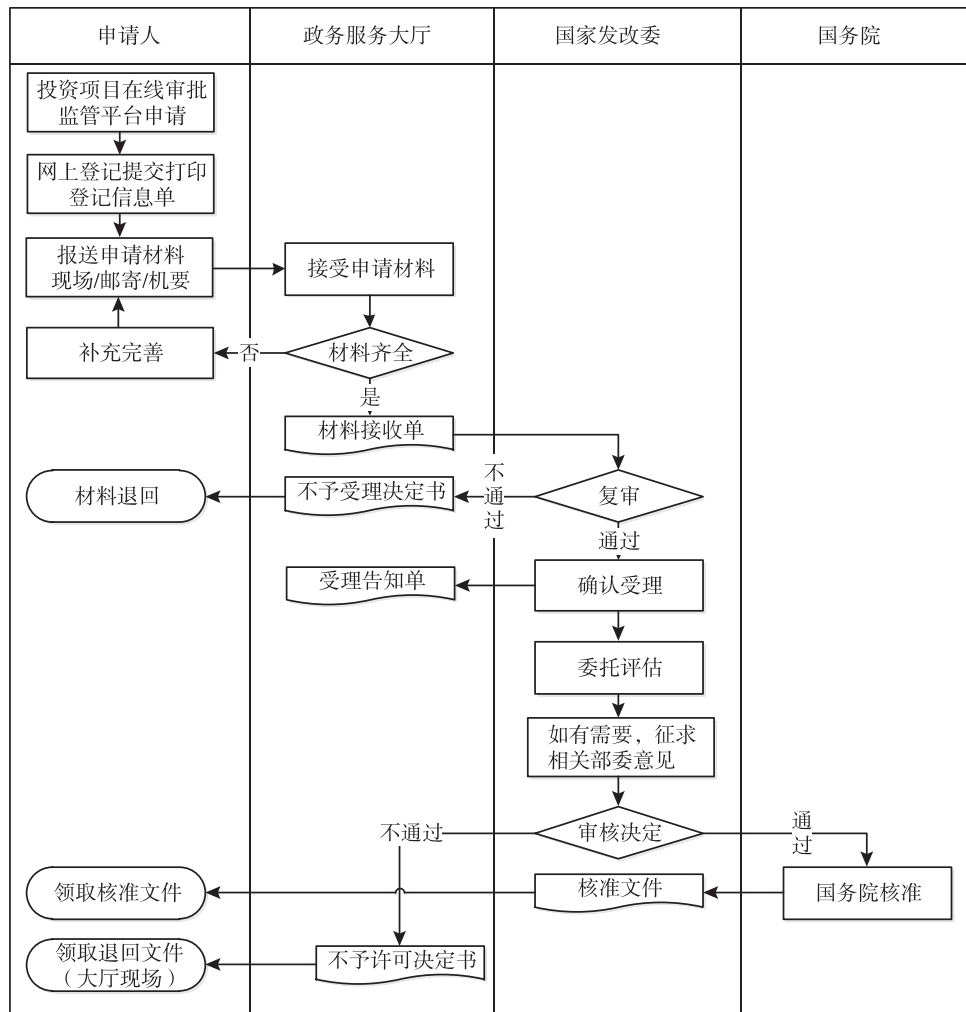 申请人
政务服务大厅
国家发改委
国务院
投资项目在线审批
监管平台申请
网上登记提交打印
登记信息单
报送申请材料
现场/邮寄/机要
接受申请材料
补充完善
否
材料齐全
是
材料接收单
材料退回
不予受理决定书
不通过
复审
通过
受理告知单
确认受理
委托评估
如有需要，征求
相关部委意见
不通过
审核决定
通过
领取核准文件
核准文件
国务院核准
领取退回文件
（大厅现场）
不予许可决定书